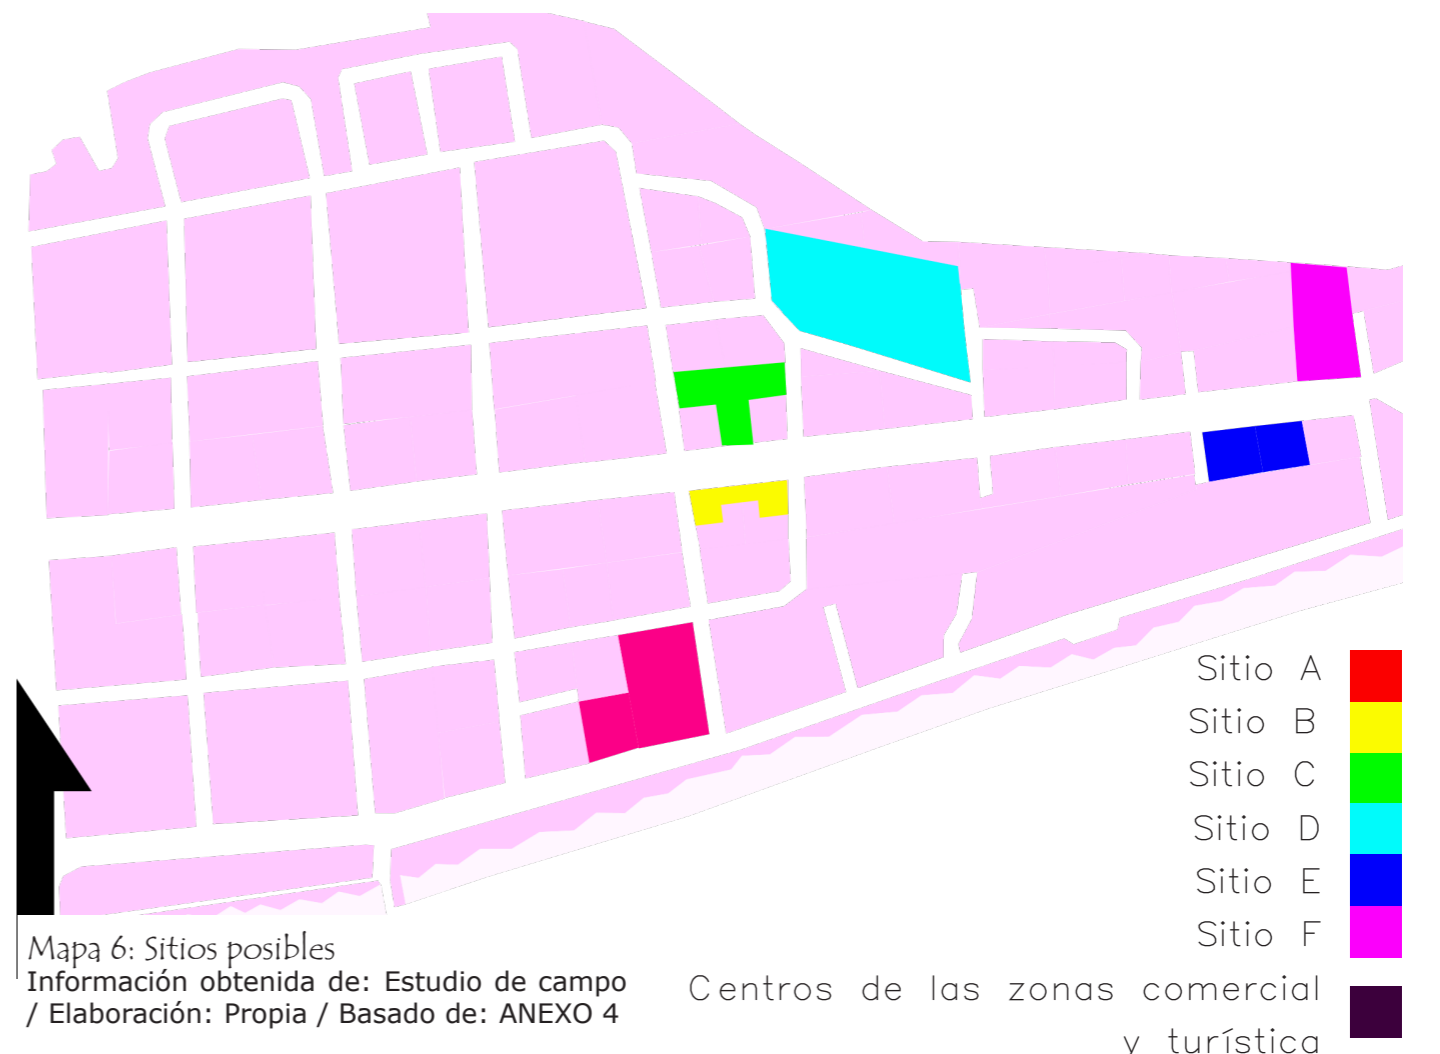 Sitio A
Sitio B
Sitio C
Sitio D
Sitio E
Sitio F
Centros de las zonas comercial
y turística
Mapa 6: Sitios posibles
Información obtenida de: Estudio de campo
/ Elaboración: Propia / Basado de: ANEXO 4